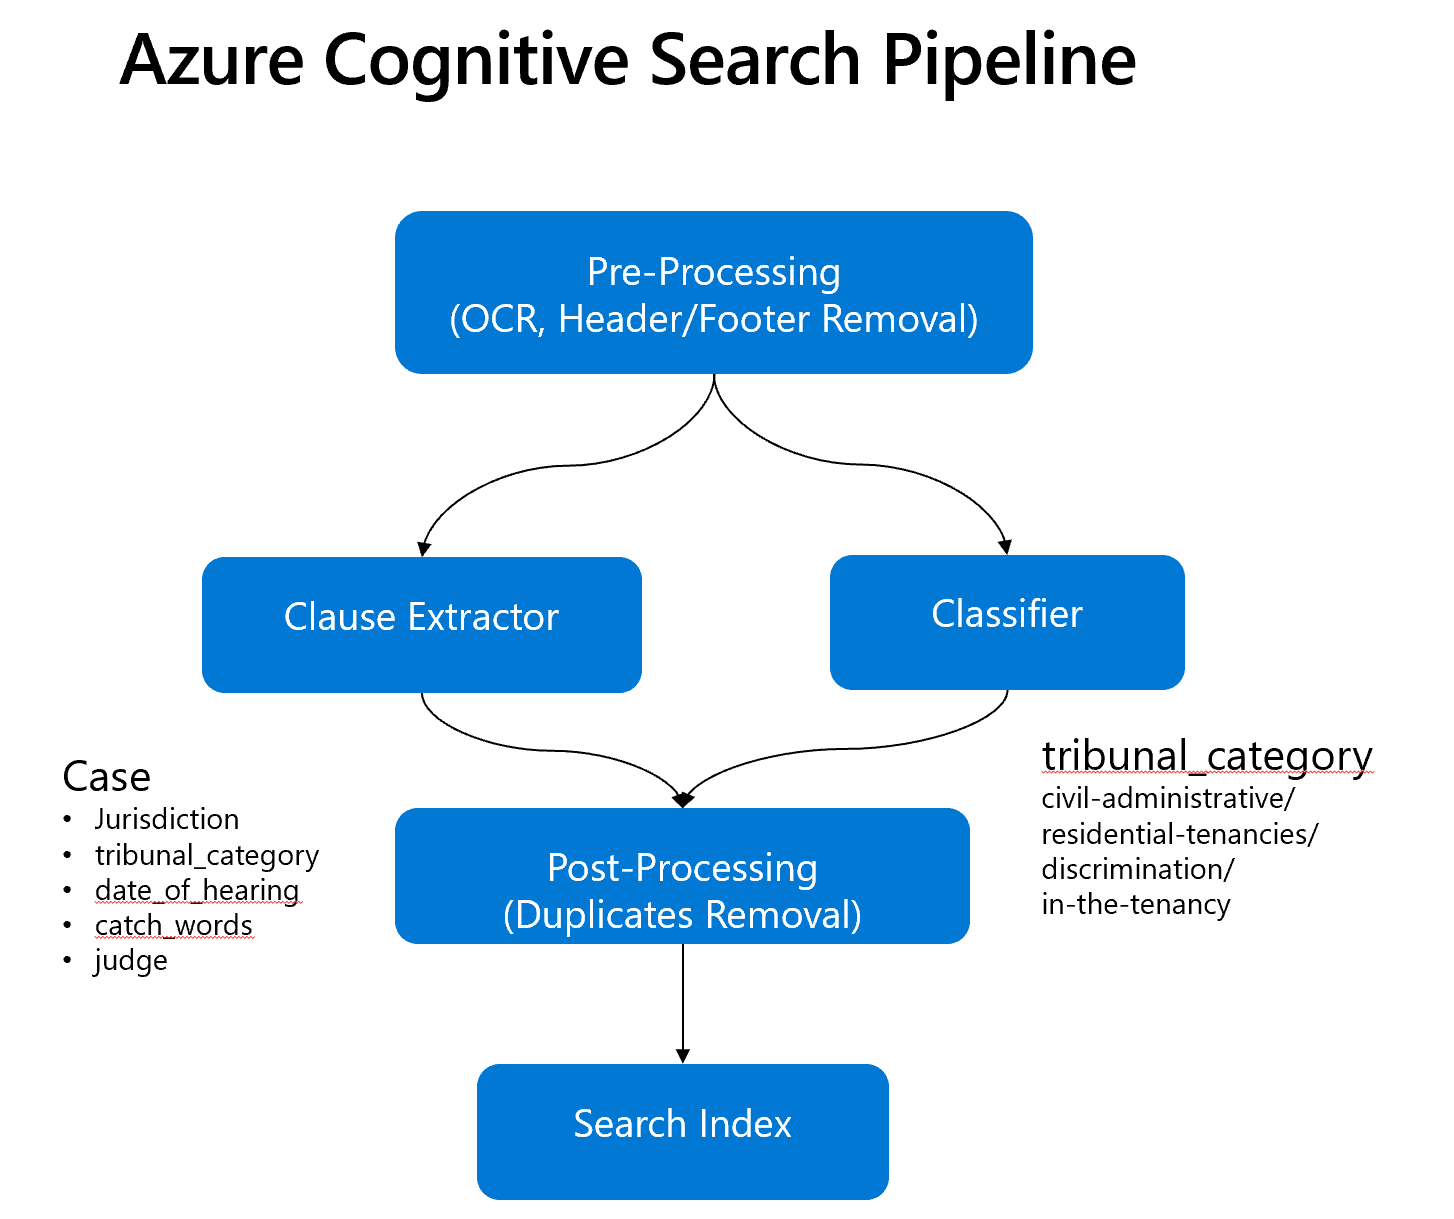 Azure Cognitive Search Pipeline
Pre-Processing
(OCR, Header/Footer Removal)
Clause Extractor
Classifier
Case
• Jurisdiction
• tribunal_category
• date_of_hearing
• catch_words
• judge
tribunal_category
civil-administrative/
residential-tenancies/
discrimination/
in-the-tenancy
Post-Processing
(Duplicates Removal)
Search Index